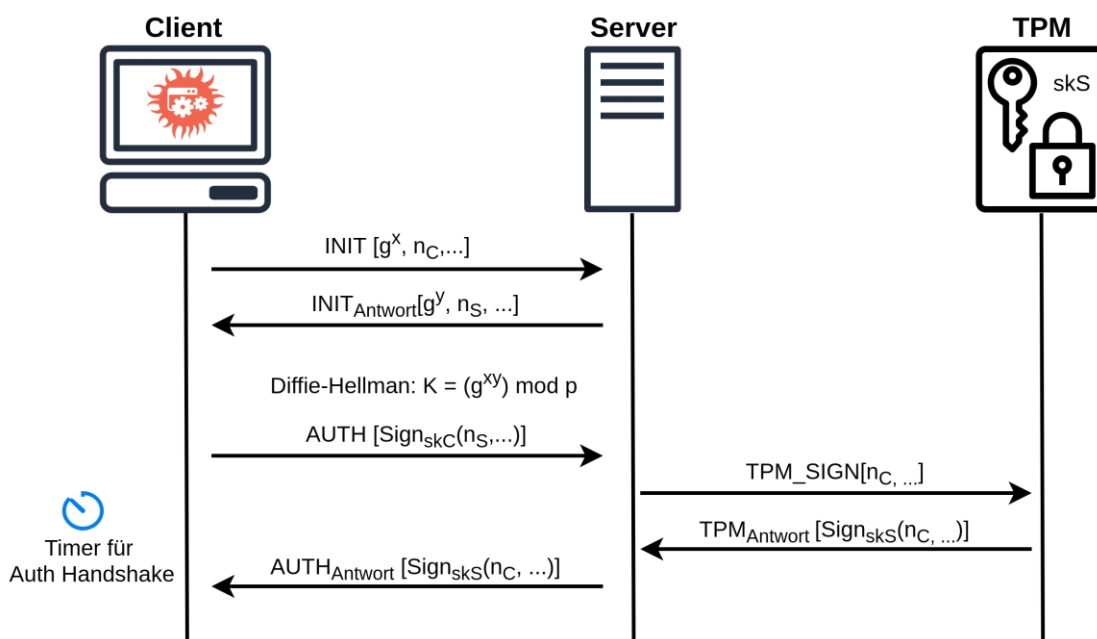 Client
Server
TPM
skS
INIT [g^x, n_C,...]
INIT_Antwort[g^y, n_S, ...]
Diffie-Hellman: K = (g^xy) mod p
AUTH [Sign_skC(n_S,...)]
TPM_SIGN[n_C, ...]
TPM_Antwort [Sign_skS(n_C, ...)]
Timer für
Auth Handshake
AUTH_Antwort [Sign_skS(n_C, ...)]